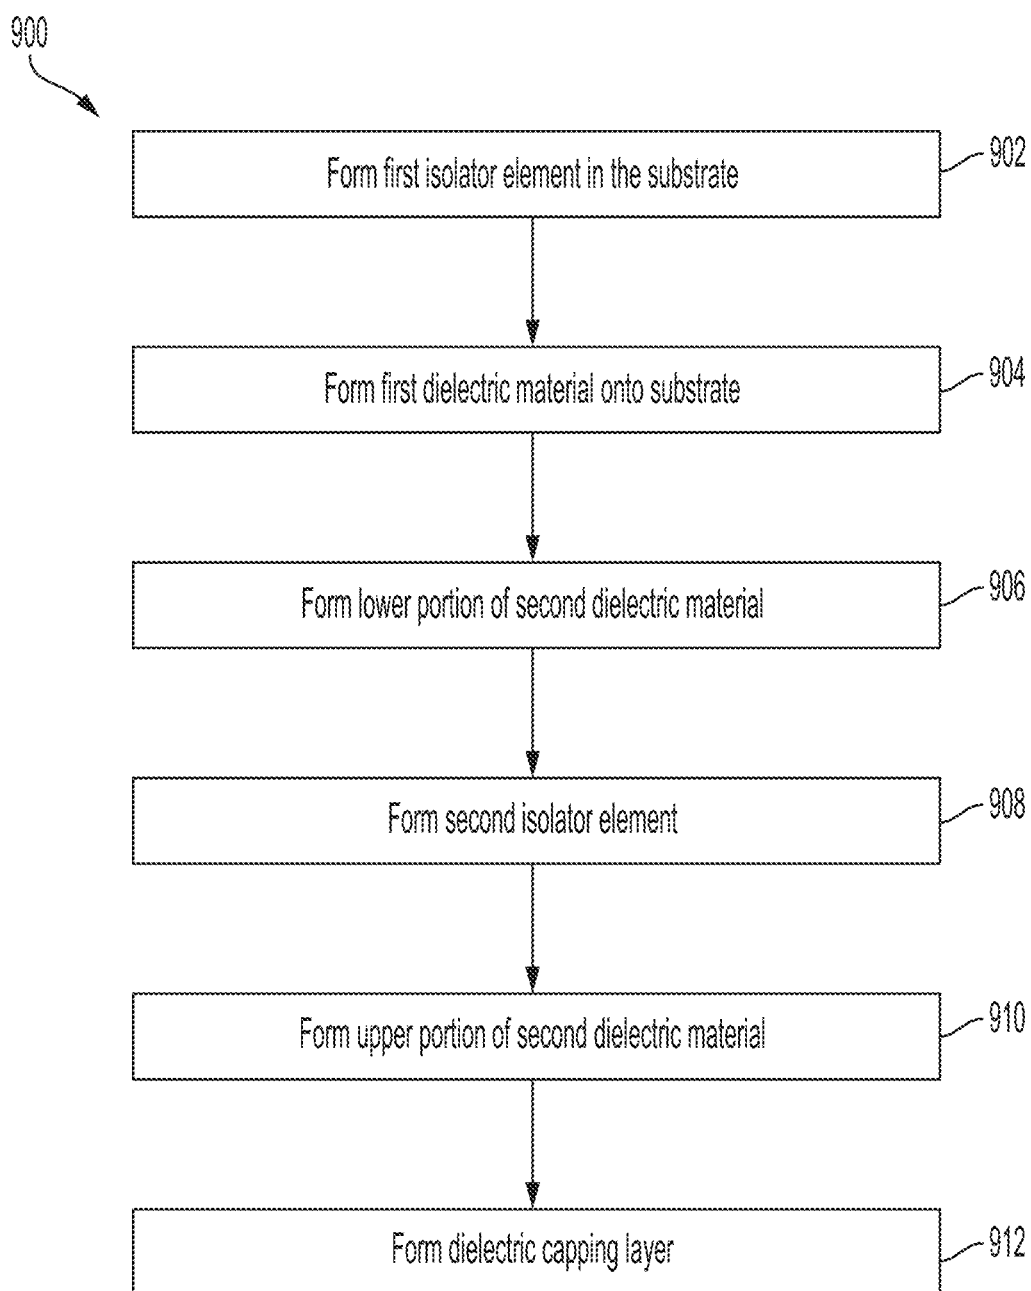 900
Form first isolator element in the substrate
902
Form first dielectric material onto substrate
904
Form lower portion of second dielectric material
906
Form second isolator element
908
Form upper portion of second dielectric material
910
Form dielectric capping layer
912